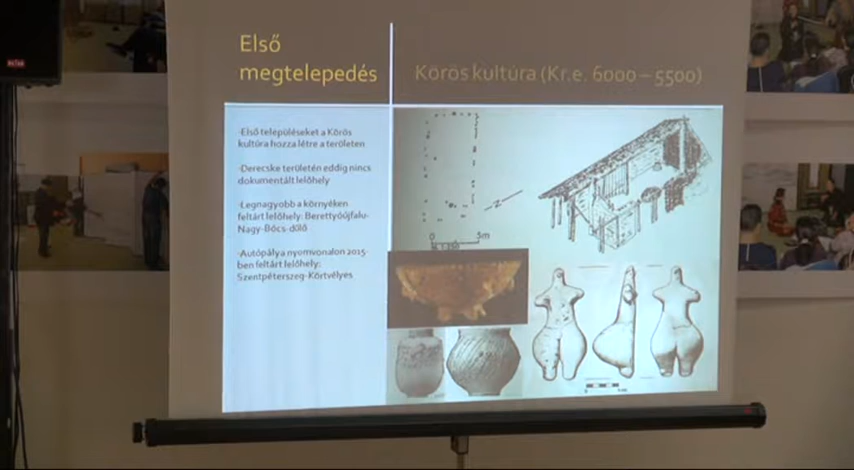 Első
megtelepedés
Körös kultúra (Kr.e. 6000 – 5500)
·Első településeket a Körös
kultúra hozza létre a területen
·Derecske területén eddig nincs
dokumentált lelőhely
·Legnagyobb a környéken
feltárt lelőhely: Berettyóújfalu-
Nagy-Bócs-dűlő
·Autópálya nyomvonalon 2015-
ben feltárt lelőhely:
Szentpéterszeg-Körtvélyes
N
0 5m